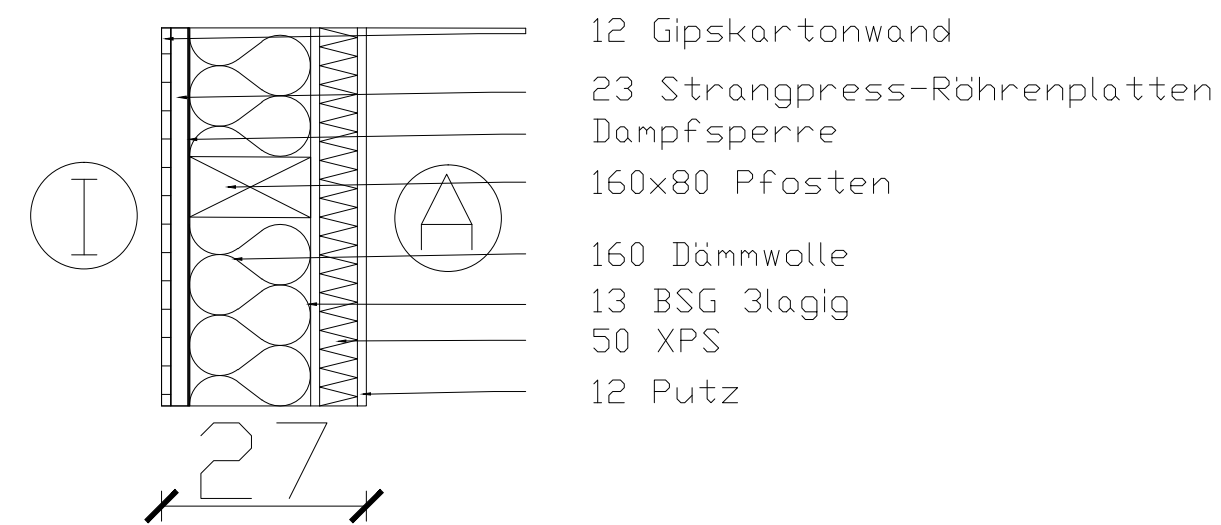 12 Gipskartonwand
23 Strangpress-Röhrenplatten
Dampfsperre
160x80 Pfosten
I
A
160 Dämmwolle
13 BSG 3lagig
50 XPS
12 Putz
27